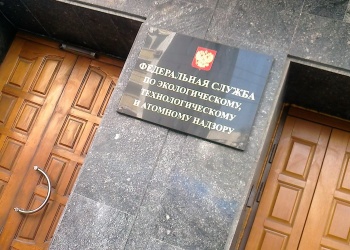 ФЕДЕРАЛЬНАЯ СЛУЖБА
ПО ЭКОЛОГИЧЕСКОМУ,
ТЕХНОЛОГИЧЕСКОМУ
И АТОМНОМУ НАДЗОРУ